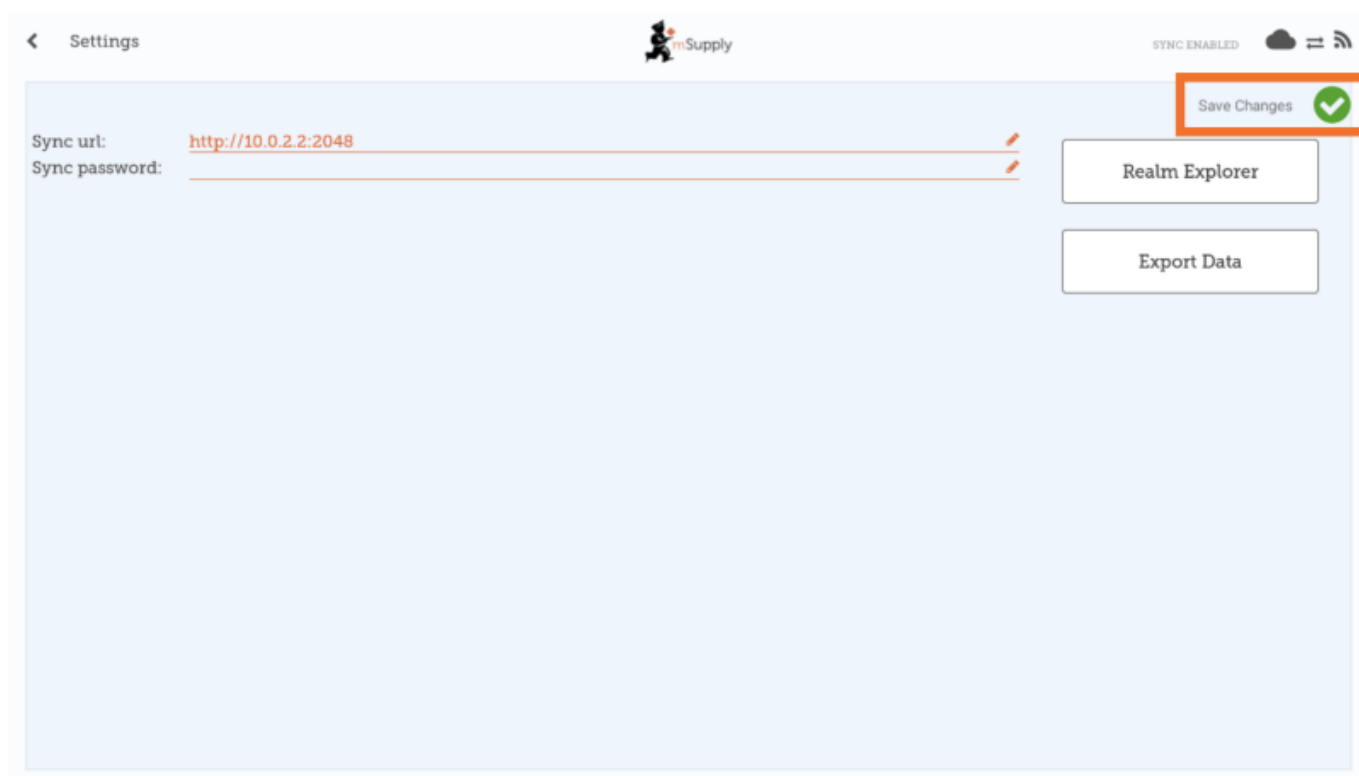 Settings
mSupply
SYNC ENABLED
Save Changes
Sync url: http://10.0.2.2:2048
Sync password:
Realm Explorer
Export Data